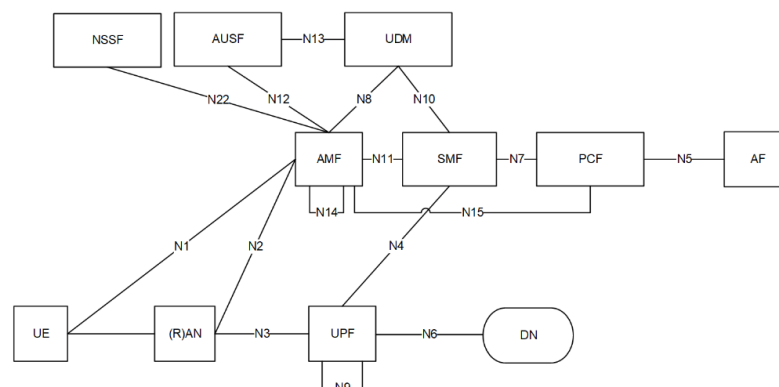 NSSF
AUSF
N13
UDM
N22
N12
N8
N10
AMF
N11
SMF
N7
PCF
N5
AF
N14
N15
N1
N2
N4
UE
(R)AN
N3
UPF
N6
DN
N9